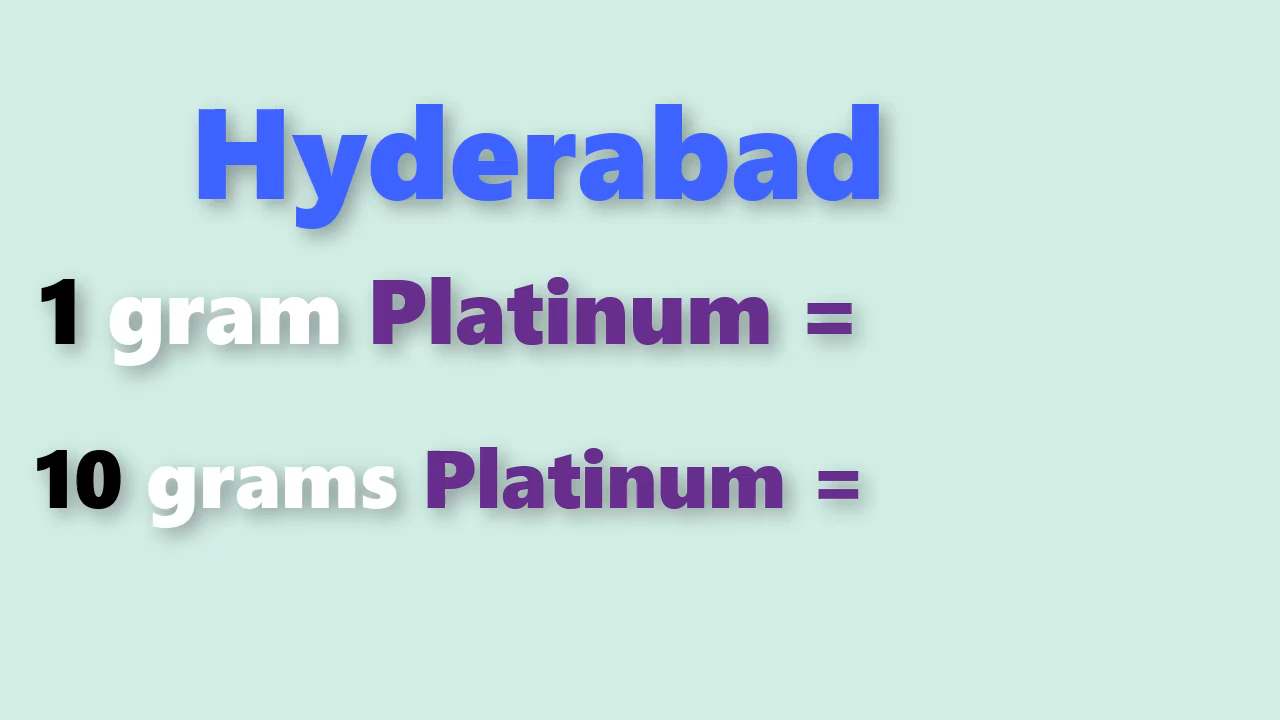 Hyderabad
1 gram Platinum =
10 grams Platinum =